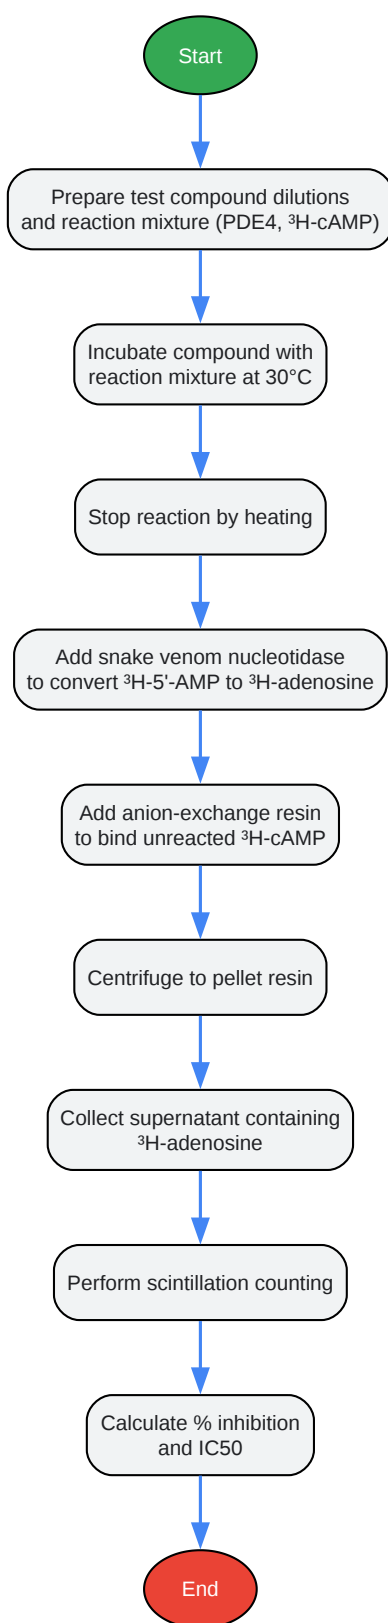 Start
Prepare test compound dilutions
and reaction mixture (PDE4, ³H-cAMP)
Incubate compound with
reaction mixture at 30°C
Stop reaction by heating
Add snake venom nucleotidase
to convert ³H-5'-AMP to ³H-adenosine
Add anion-exchange resin
to bind unreacted ³H-cAMP
Centrifuge to pellet resin
Collect supernatant containing
³H-adenosine
Perform scintillation counting
Calculate % inhibition
and IC50
End